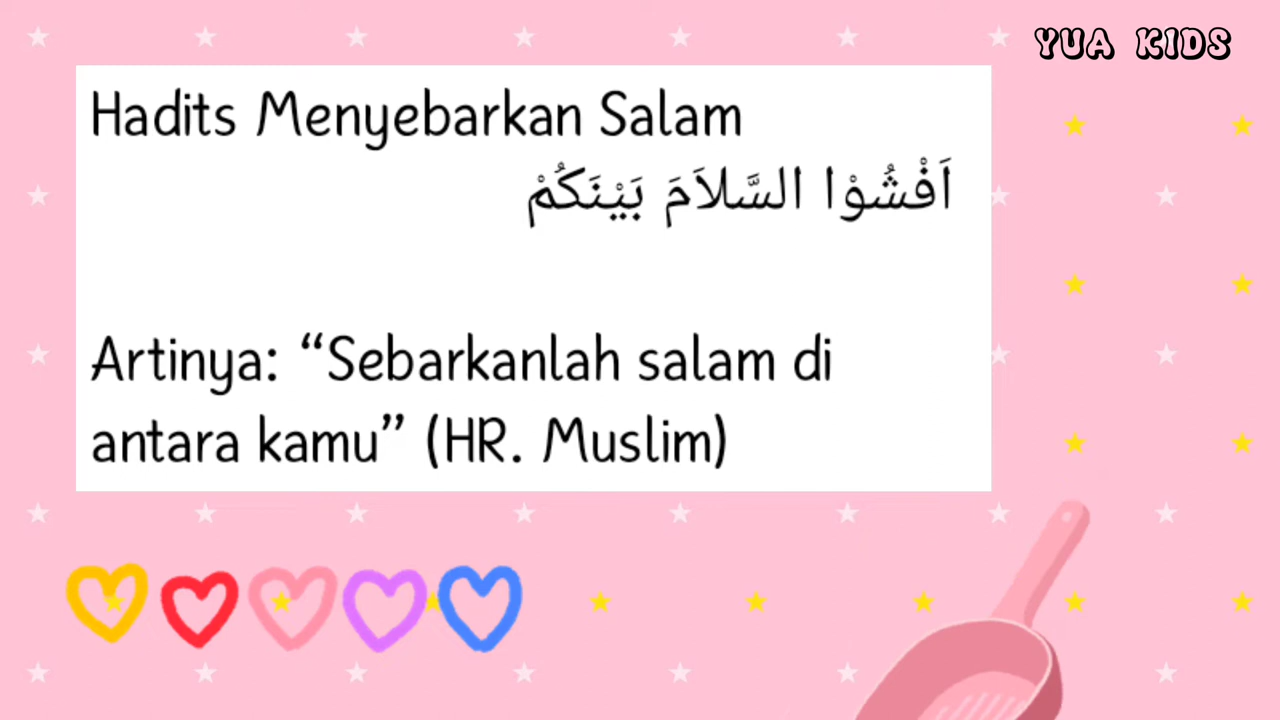 YUA KIDS
Hadits Menyebarkan Salam
اَفْشُوْا السَّلاَمَ بَيْنَكُمْ
Artinya: “Sebarkanlah salam di
antara kamu” (HR. Muslim)